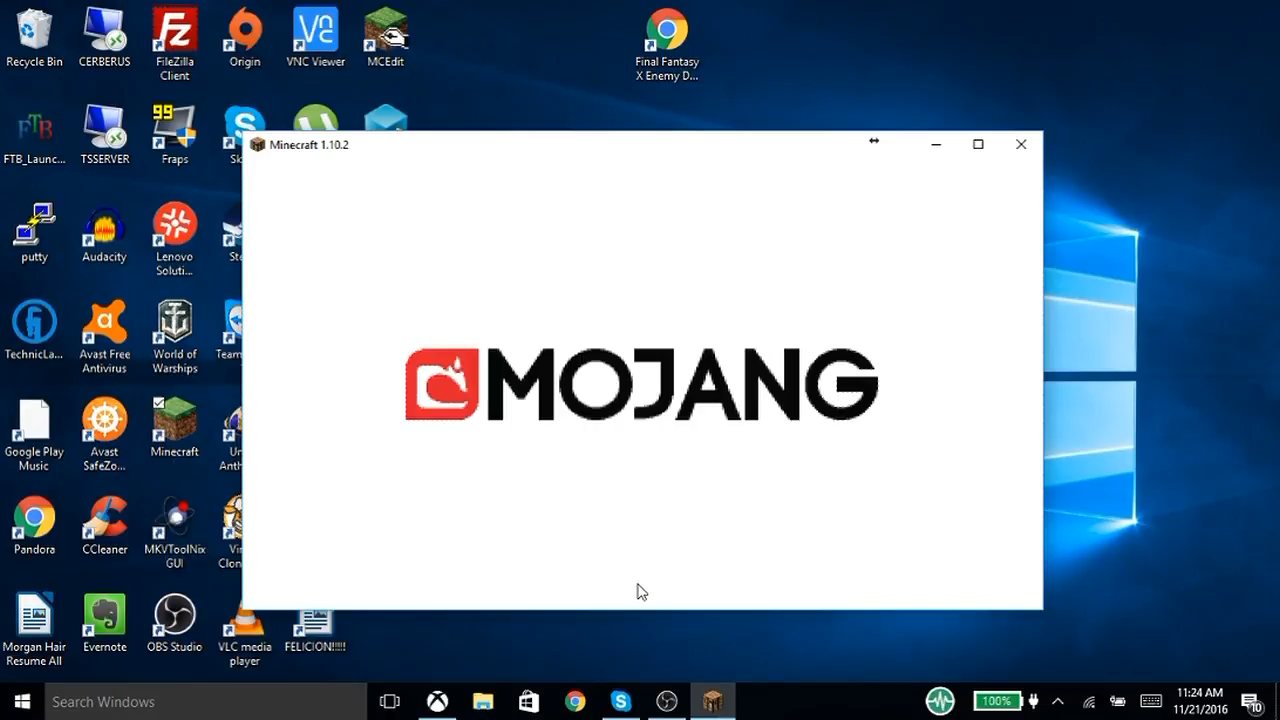 Recycle Bin
CERBERUS
FileZilla
Client
Origin
VNC Viewer
MCEdit
Final Fantasy
X Enemy D...
FTB_Launc...
TSSERVER
99
Fraps
Minecraft 1.10.2
putty
Audacity
Lenovo
Soluti...
MOJANG
TechnicLa...
Avast Free
Antivirus
World of
Warships
Google Play
Music
Avast
SafeZo...
Minecraft
Pandora
CCleaner
MKVToolNix
GUI
Morgan Hair
Resume All
Evernote
OBS Studio
VLC media
player
FELICION!!!!!
Search Windows
100%
11:24 AM
11/21/2016
10